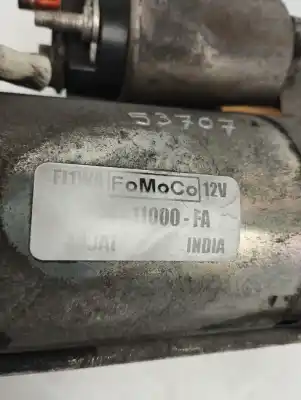 53707
FoMoCo 12V
11000-FA
INDIA